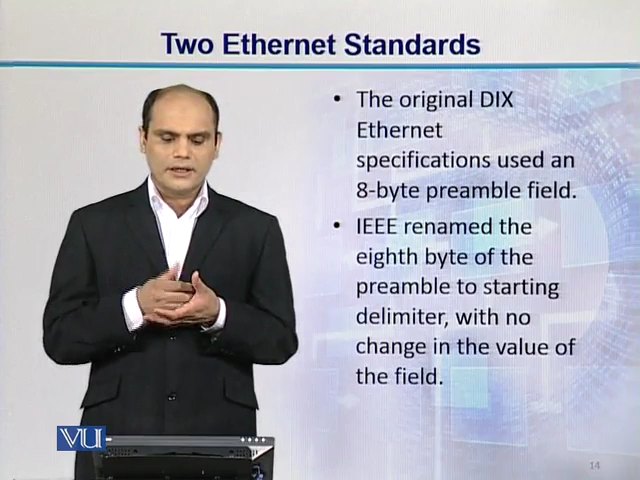 Two Ethernet Standards
• The original DIX
Ethernet
specifications used an
8-byte preamble field.
• IEEE renamed the
eighth byte of the
preamble to starting
delimiter, with no
change in the value of
the field.
VU
14